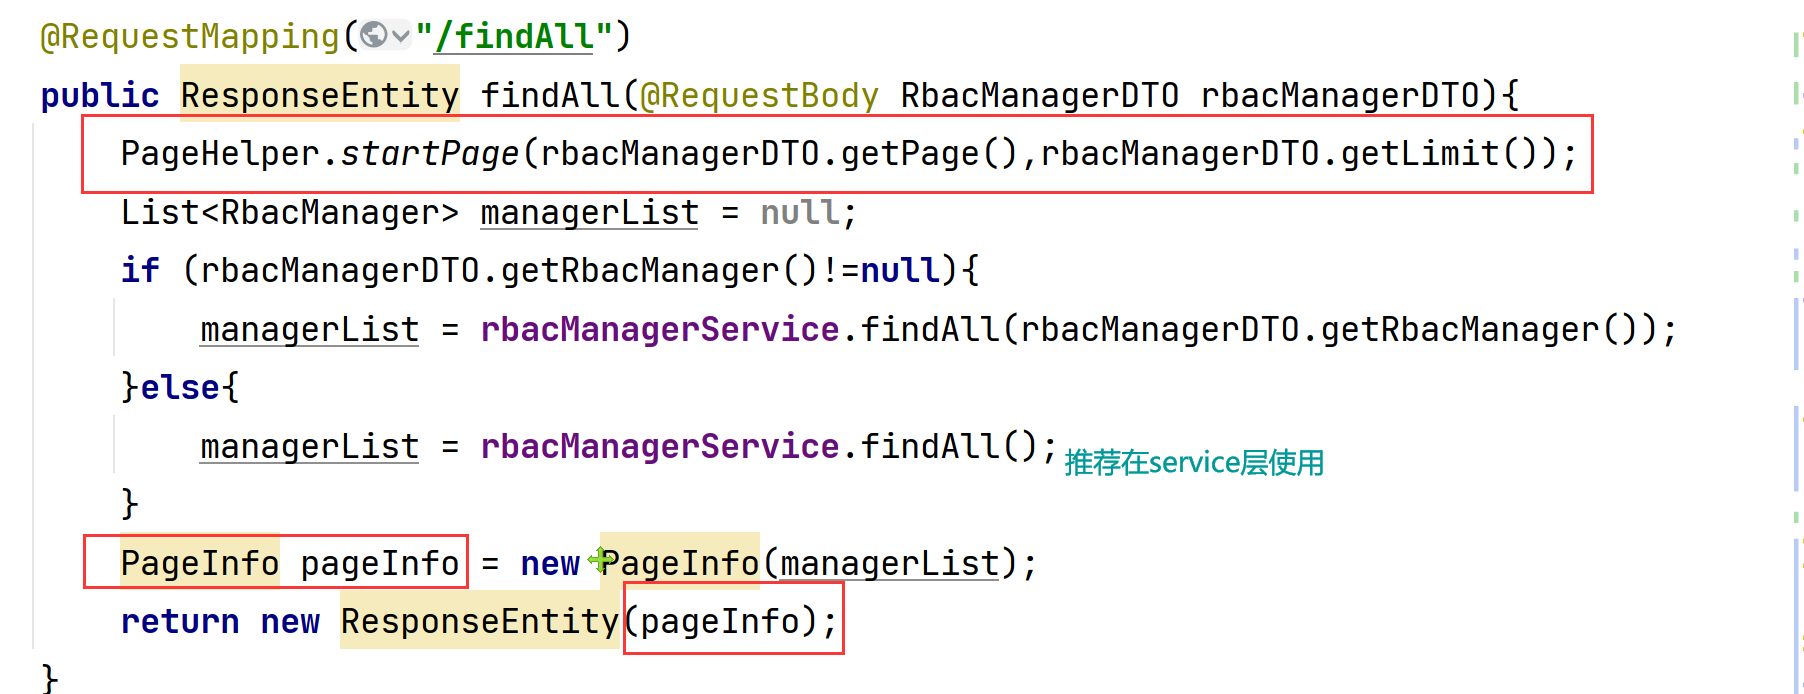 @RequestMapping("/findAll")
public ResponseEntity findAll(@RequestBody RbacManagerDTO rbacManagerDTO){
PageHelper.startPage(rbacManagerDTO.getPage(),rbacManagerDTO.getLimit());
List<RbacManager> managerList = null;
if (rbacManagerDTO.getRbacManager()!=null){
managerList = rbacManagerService.findAll(rbacManagerDTO.getRbacManager());
}else{
managerList = rbacManagerService.findAll();推荐在service层使用
}
PageInfo pageInfo = new PageInfo(managerList);
return new ResponseEntity(pageInfo);
}